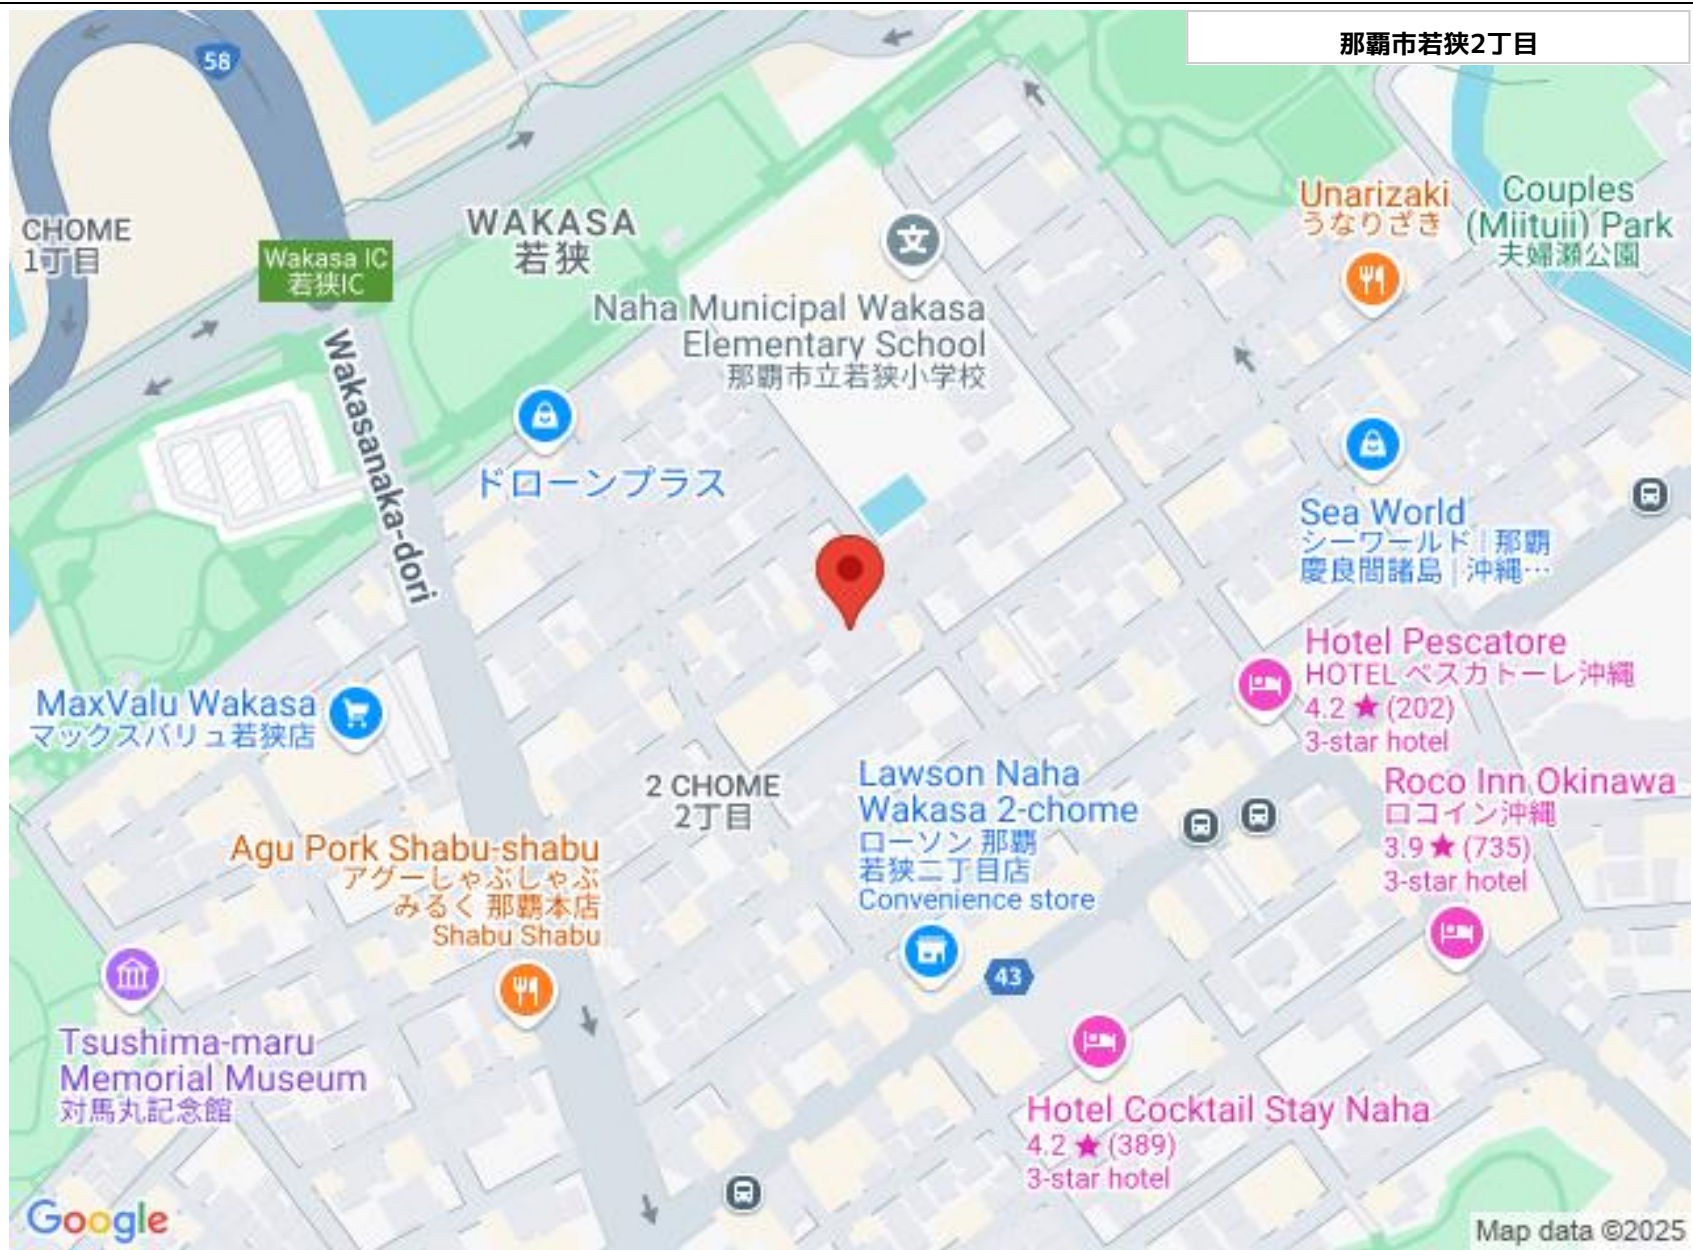 那覇市若狭2丁目
58
CHOME
1丁目
Wakasa IC
若狭IC
WAKASA
若狭
Wakasanaka-dori
Naha Municipal Wakasa
Elementary School
那覇市立若狭小学校
Unarizaki
うなりざき
Couples
(Miituii) Park
夫婦瀬公園
ドローンプラス
Sea World
シーワールド | 那覇
慶良間諸島 | 沖縄…
MaxValu Wakasa
マックスバリュ若狭店
Hotel Pescatore
HOTEL ペスカトーレ沖縄
4.2 ★ (202)
3-star hotel
2 CHOME
2丁目
Lawson Naha
Wakasa 2-chome
ローソン 那覇
若狭二丁目店
Convenience store
Roco Inn Okinawa
ロコイン沖縄
3.9 ★ (735)
3-star hotel
Agu Pork Shabu-shabu
アグーしゃぶしゃぶ
みるく 那覇本店
Shabu Shabu
43
Tsushima-maru
Memorial Museum
対馬丸記念館
Hotel Cocktail Stay Naha
4.2 ★ (389)
3-star hotel
Google
Map data ©2025